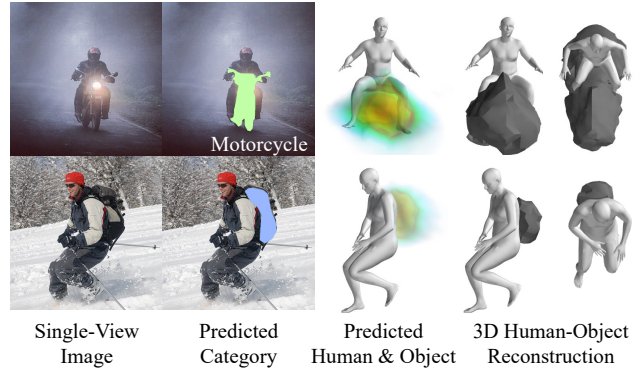 Motorcycle
Single-View
Image
Predicted
Category
Predicted
Human & Object
3D Human-Object
Reconstruction